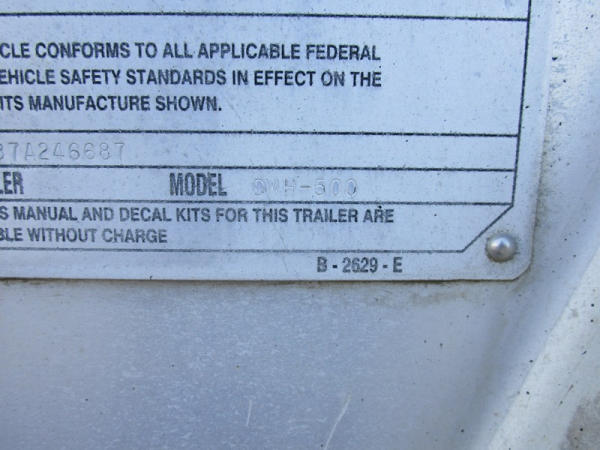 CLE CONFORMS TO ALL APPLICABLE FEDERAL
EHICLE SAFETY STANDARDS IN EFFECT ON THE
ITS MANUFACTURE SHOWN.
37A246687
LER MODEL
S MANUAL AND DECAL KITS FOR THIS TRAILER ARE
BLE WITHOUT CHARGE
B - 2629 - E